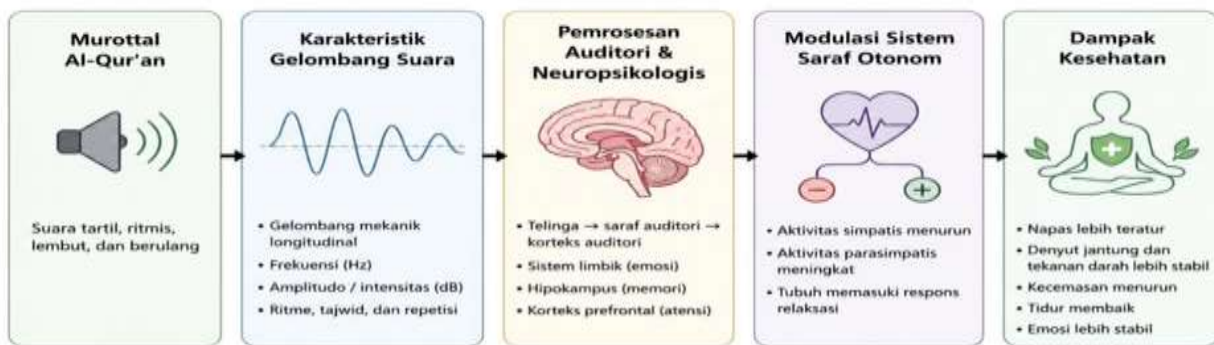 Murottal
Al-Qur'an
Suara tartil, ritmis,
lembut, dan berulang
Karakteristik
Gelombang Suara
• Gelombang mekanik
longitudinal
• Frekuensi (Hz)
• Amplitudo / intensitas (dB)
• Ritme, tajwid, dan repetisi
Pemrosesan
Auditori &
Neuropsikologis
• Telinga → saraf auditori →
korteks auditori
• Sistem limbik (emosi)
• Hipokampus (memori)
• Korteks prefrontal (atensi)
Modulasi Sistem
Saraf Otonom
• Aktivitas simpatis menurun
• Aktivitas parasimpatis
meningkat
• Tubuh memasuki respons
relaksasi
Dampak
Kesehatan
• Napas lebih teratur
• Denyut jantung dan
tekanan darah lebih stabil
• Kecemasan menurun
• Tidur membaik
• Emosi lebih stabil